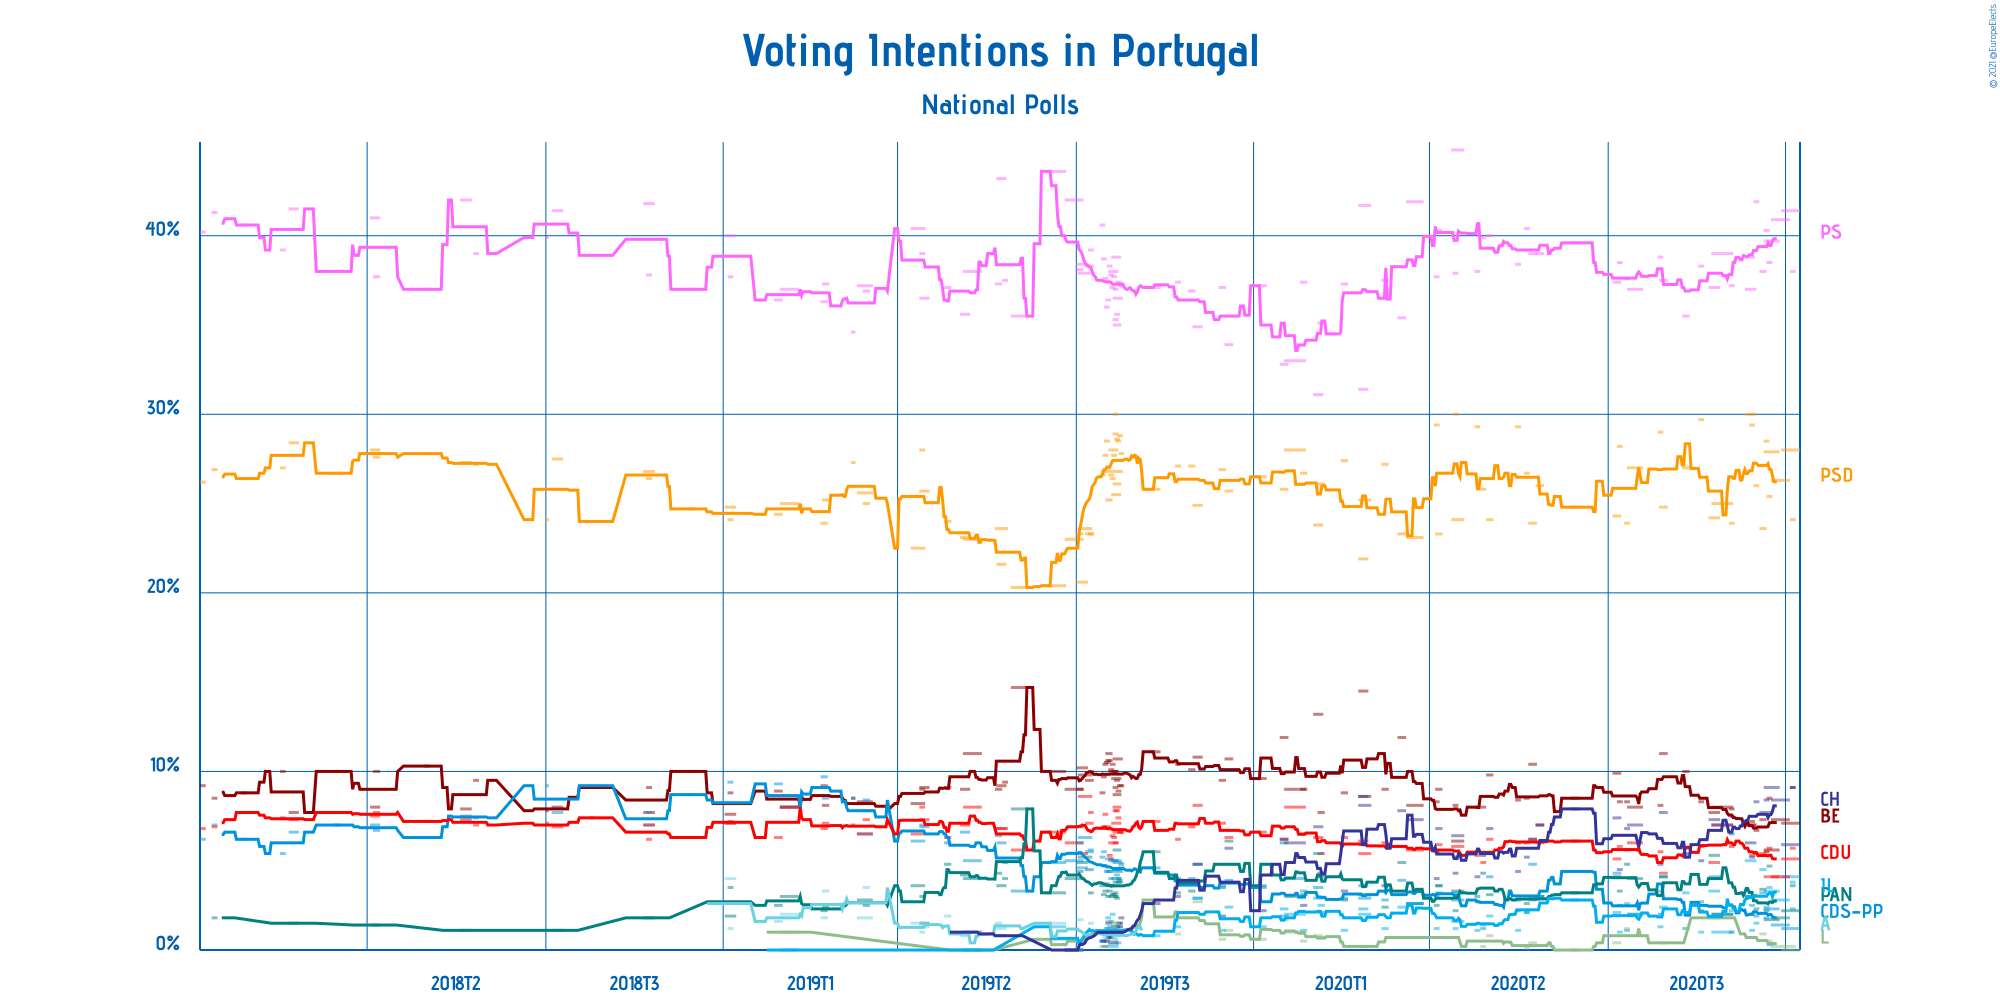 © 2021 @EuropeElects
Voting Intentions in Portugal
National Polls
40%
30%
20%
10%
0%
PS
PSD
CH
BE
CDU
IL
PAN
CDS-PP
A
L
2018T2
2018T3
2019T1
2019T2
2019T3
2020T1
2020T2
2020T3